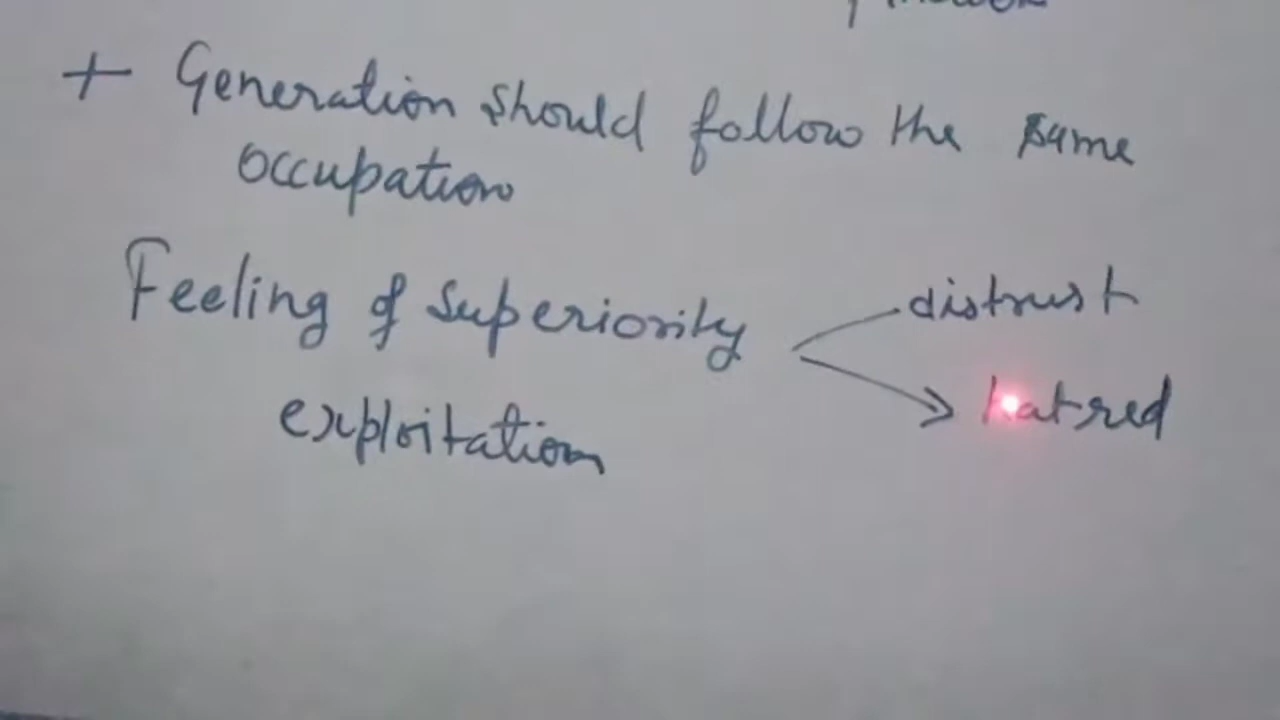 + Generation should follow the same
occupation
Feeling of superiority
distrust
hatred
exploitation